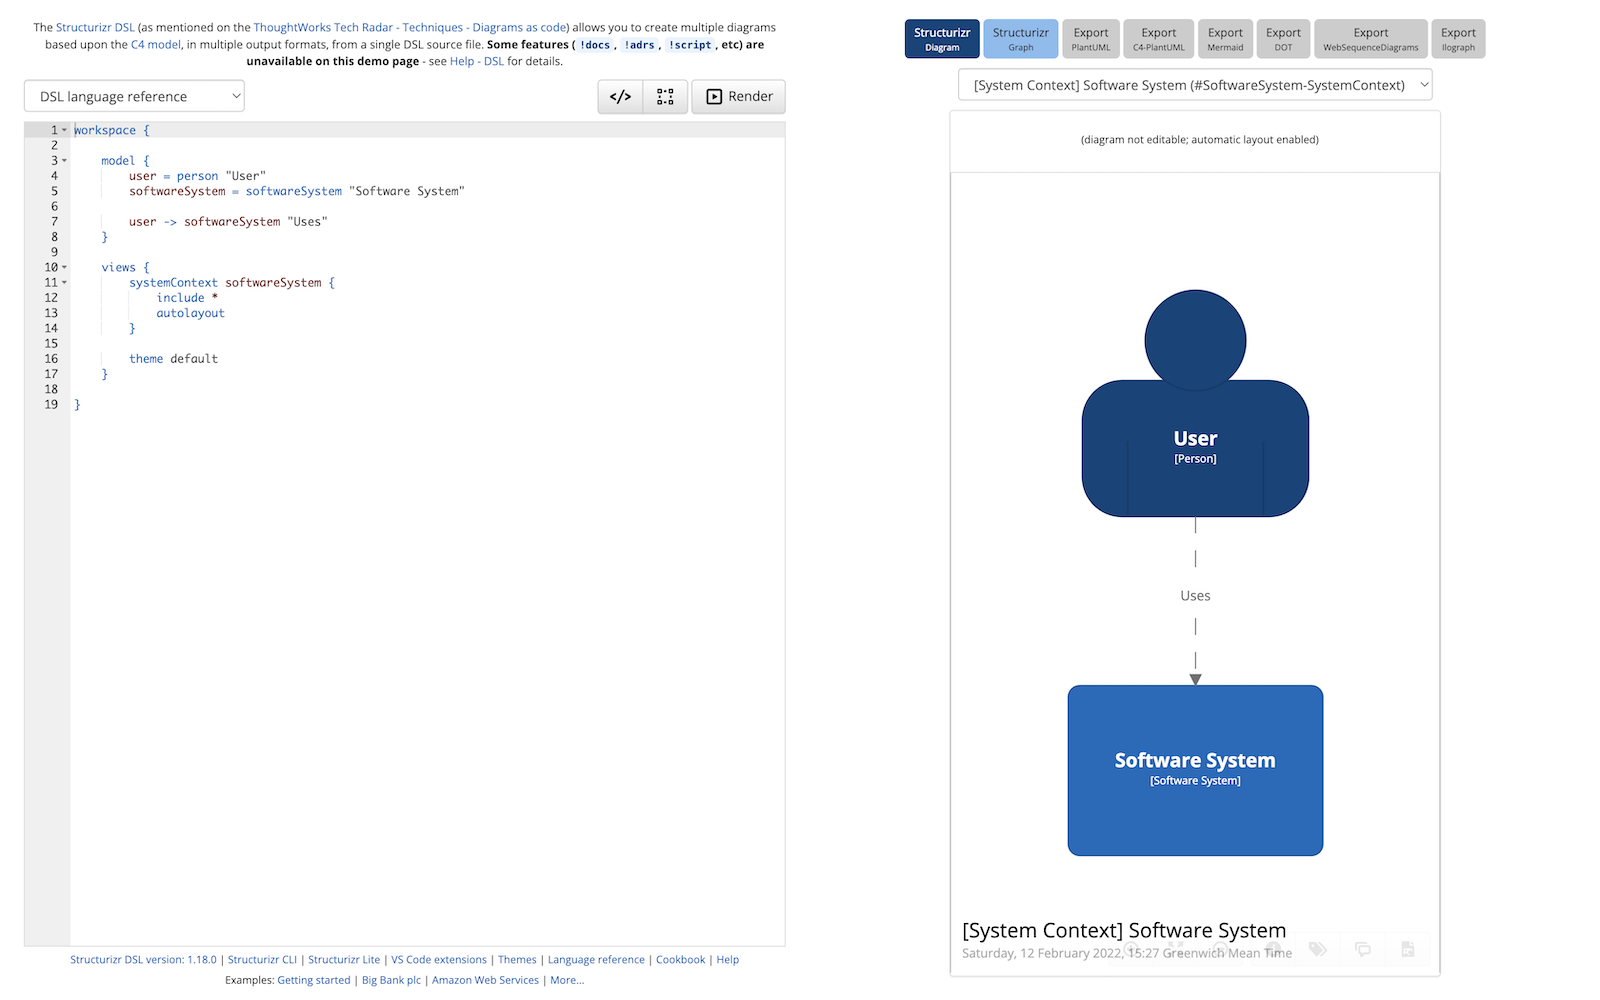 The Structurizr DSL (as mentioned on the ThoughtWorks Tech Radar - Techniques - Diagrams as code) allows you to create multiple diagrams
based upon the C4 model, in multiple output formats, from a single DSL source file. Some features ( !docs , !adrs , !script , etc) are
unavailable on this demo page - see Help - DSL for details.
DSL language reference
</>
Render
1 workspace {
2
3     model {
4         user = person "User"
5         softwareSystem = softwareSystem "Software System"
6
7         user -> softwareSystem "Uses"
8     }
9
10     views {
11         systemContext softwareSystem {
12             include *
13             autolayout
14         }
15
16         theme default
17     }
18
19 }
Structurizr DSL version: 1.18.0 | Structurizr CLI | Structurizr Lite | VS Code extensions | Themes | Language reference | Cookbook | Help
Examples: Getting started | Big Bank plc | Amazon Web Services | More...
Structurizr Diagram
Structurizr Graph
Export PlantUML
Export C4-PlantUML
Export Mermaid
Export DOT
Export WebSequenceDiagrams
Export Ilograph
[System Context] Software System (#SoftwareSystem-SystemContext)
(diagram not editable; automatic layout enabled)
User
[Person]
Uses
Software System
[Software System]
[System Context] Software System
Saturday, 12 February 2022, 15:27 Greenwich Mean Time